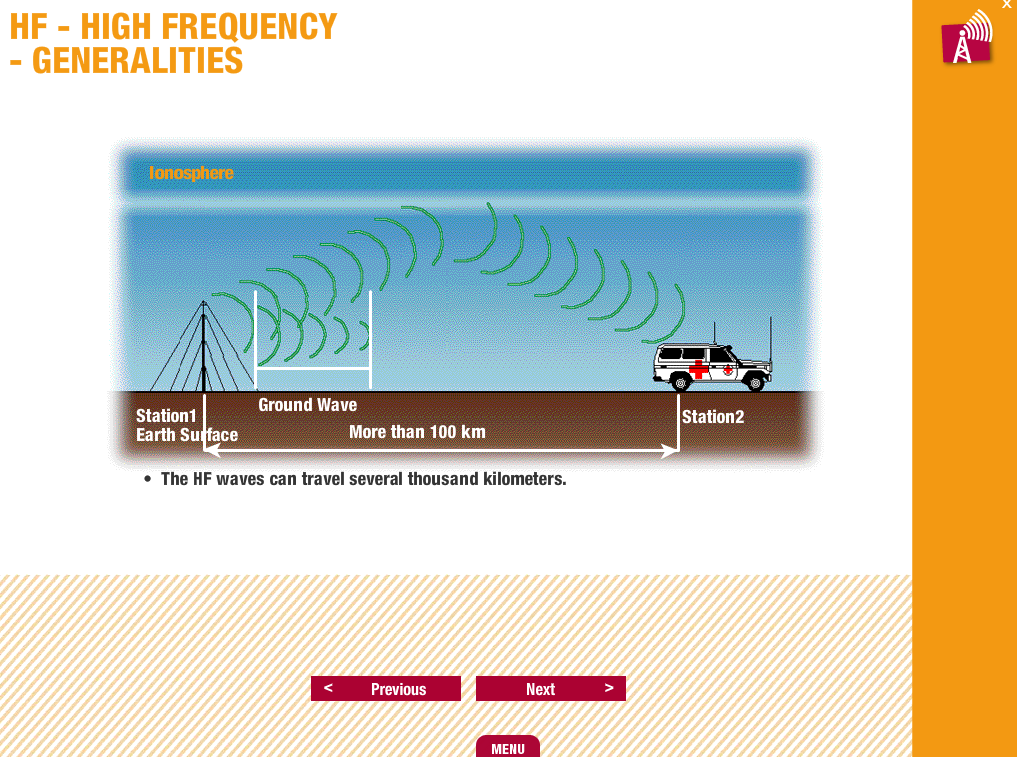 HF - HIGH FREQUENCY
- GENERALITIES
x
Ionosphere
Station1
Earth Surface
Ground Wave
More than 100 km
Station2
• The HF waves can travel several thousand kilometers.
< Previous
Next >
MENU